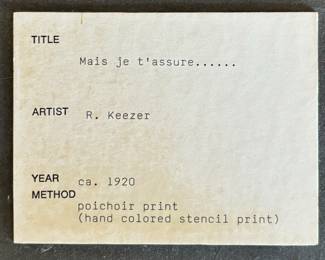 TITLE
Mais je t'assure......
ARTIST R. Keezer
YEAR ca. 1920
METHOD
poichoir print
(hand colored stencil print)